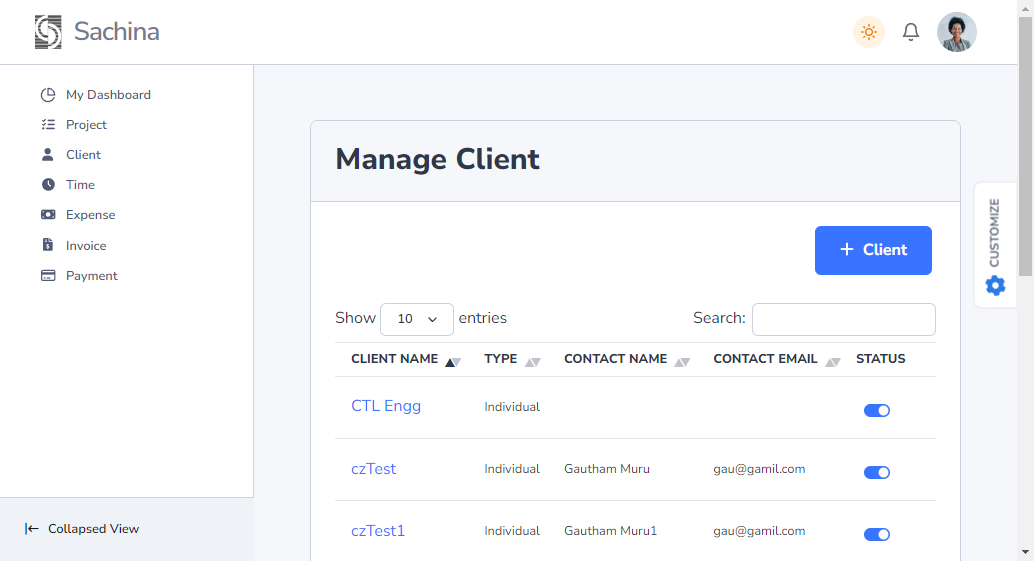 Sachina
My Dashboard
Project
Client
Time
Expense
Invoice
Payment
Collapsed View
Manage Client
+ Client
Show 10 entries
Search:
CLIENT NAME TYPE CONTACT NAME CONTACT EMAIL STATUS
CTL Engg Individual
czTest Individual Gautham Muru gau@gamil.com
czTest1 Individual Gautham Muru1 gau@gamil.com
CUSTOMIZE